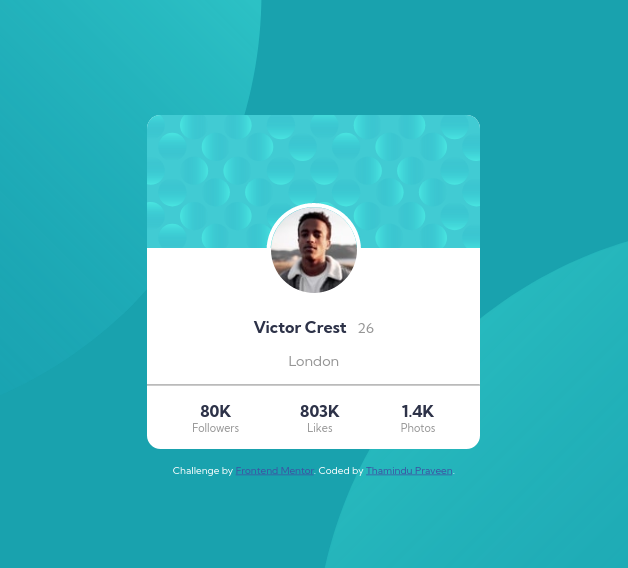 Victor Crest 26
London
80K 803K 1.4K
Followers Likes Photos
Challenge by Frontend Mentor. Coded by Thamindu Praveen.